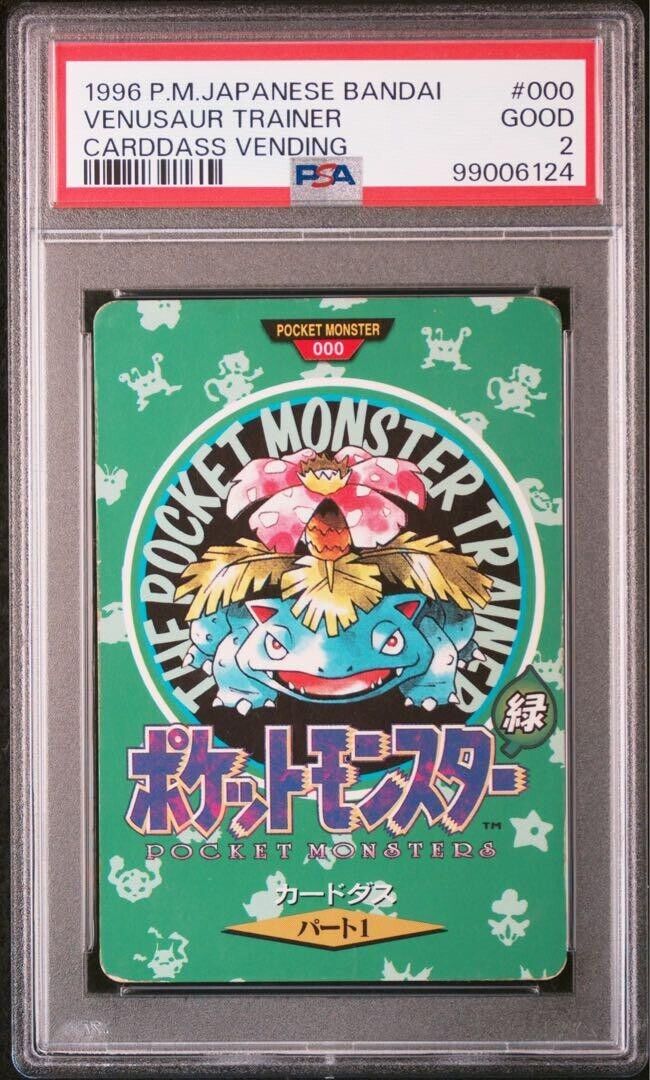 1996 P.M.JAPANESE BANDAI #000
VENUSAUR TRAINER GOOD
CARDDASS VENDING 2
PSA 99006124
POCKET MONSTER
000
THE POCKET MONSTER TRAINER
緑
ポケットモンスター
TM
POCKET MONSTERS
カードダス
パート1